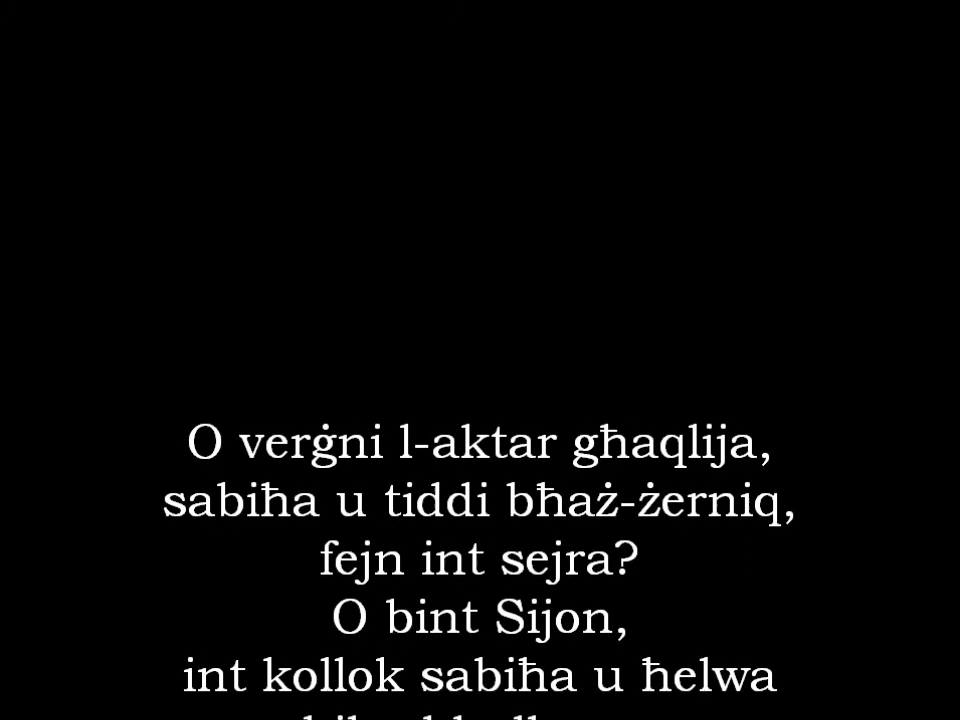 O verġni l-aktar għaqlija,
sabiħa u tiddi bħaż-żerniq,
fejn int sejra?
O bint Sijon,
int kollok sabiħa u ħelwa